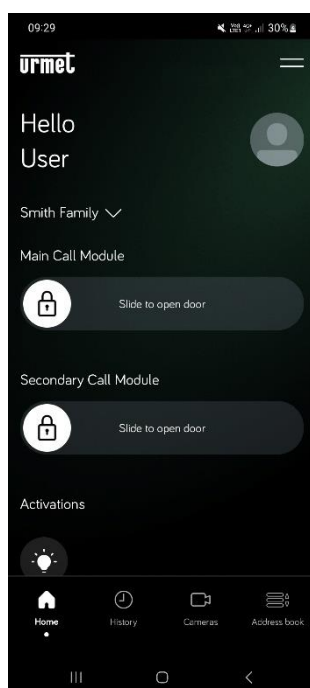 09:29
30%
urmet
Hello
User
Smith Family
Main Call Module
Slide to open door
Secondary Call Module
Slide to open door
Activations
Home
History
Cameras
Address book